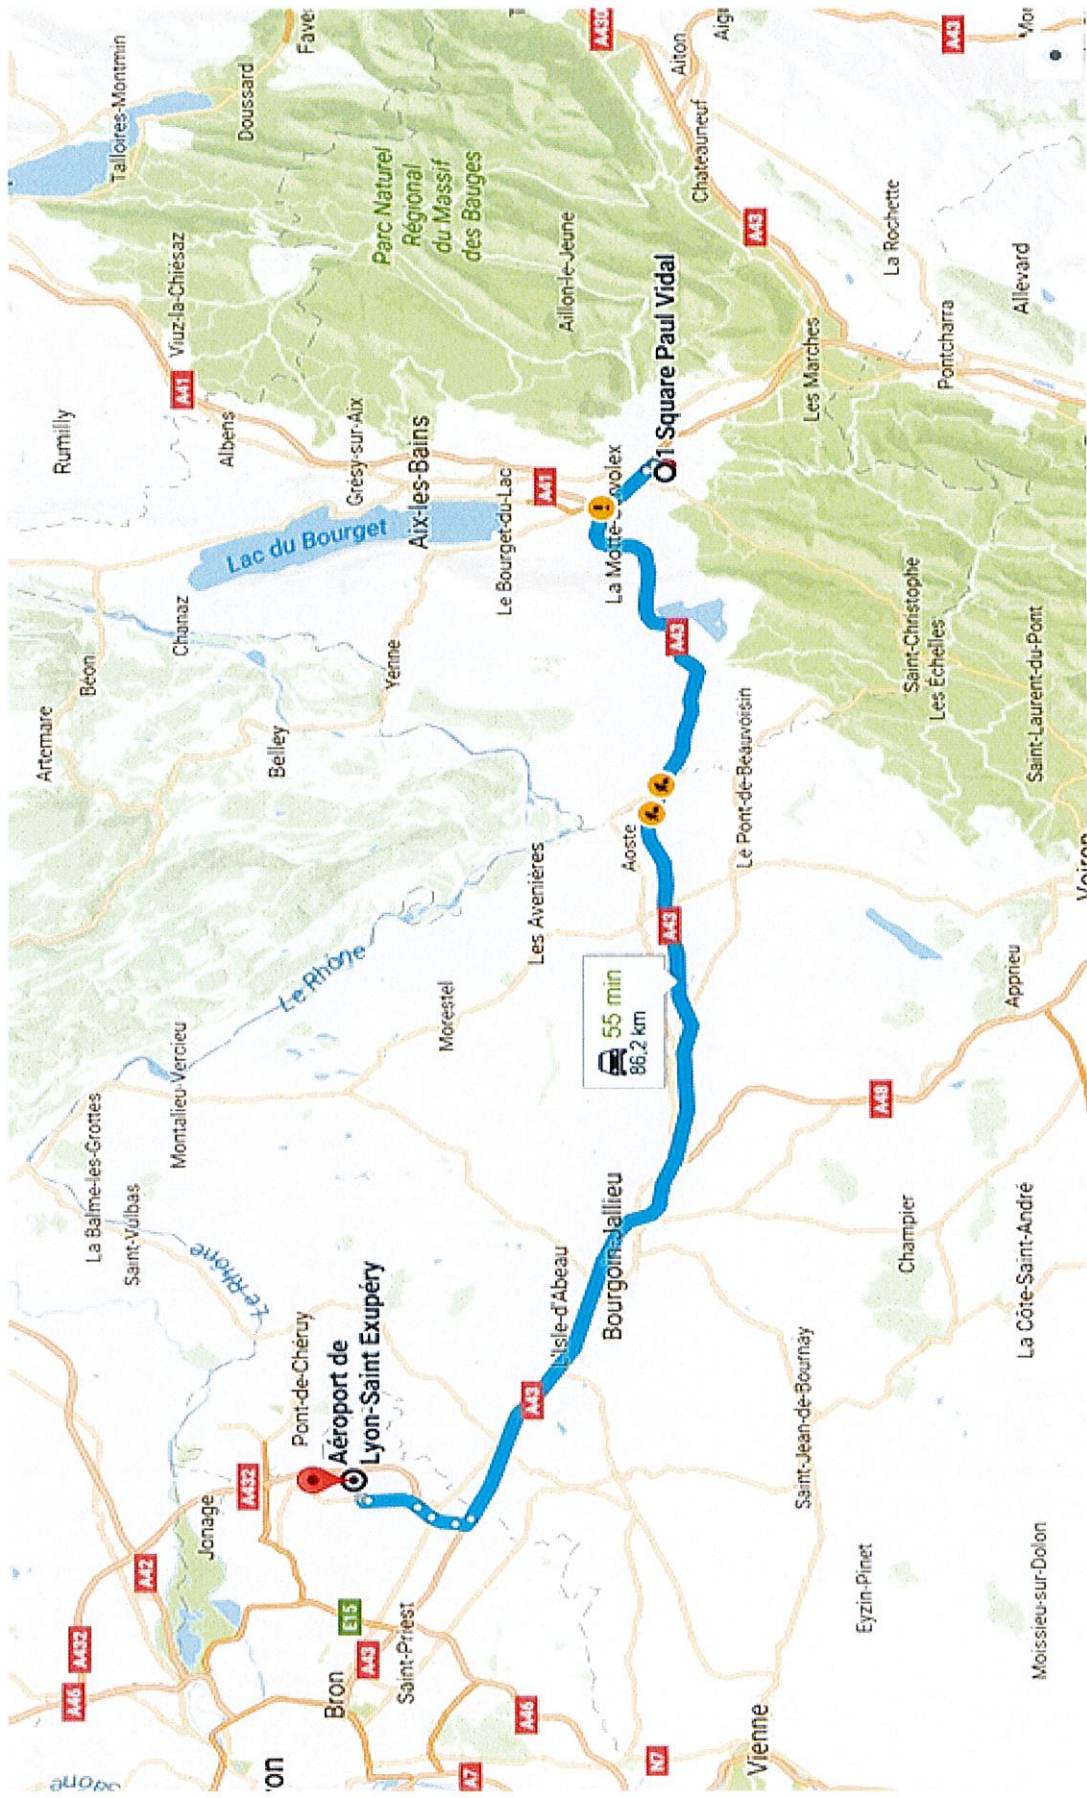 Rumilly
Talloires-Montmin
Doussard
Viuz-la-Chiésaz
A41
Albens
Grésy-sur-Aix
Aix-les-Bains
Parc Naturel
Régional
du Massif
des Bauges
Aillon-le-Jeune
A43
Aiton
Chateauneuf
A43
La Rochette
Allevard
Pontcharra
Les Marches
1 Square Paul Vidal
A41
Le Bourget-du-Lac
Lac du Bourget
Chanaz
Béon
Artemare
Belley
Yenne
A43
Saint-Christophe
Les Échelles
Saint-Laurent-du-Pont
Le Pont-de-Beauvoisin
Aoste
Les Avenières
A43
Le Rhône
Morestel
Montalieu-Vercieu
La Balme-les-Grottes
Saint-Vulbas
Le Rhône
55 min
86,2 km
Apprieu
A48
Champier
La Côte-Saint-André
Bourgoin-Jallieu
L'Isle-d'Abeau
A43
Pont-de-Chéruy
Aéroport de
Lyon-Saint Exupéry
A432
Jonage
A42
A432
A46
E15
A43
Bron
Saint-Priest
A46
A7
N7
Vienne
Saint-Jean-de-Bournay
Eyzin-Pinet
Moissieu-sur-Dolon